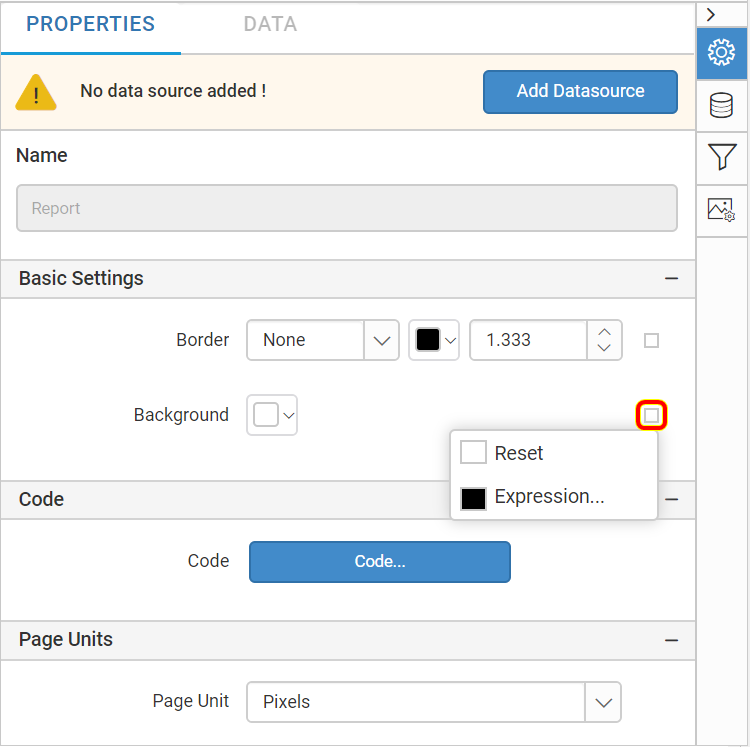 PROPERTIES DATA
No data source added ! Add Datasource
Name
Report
Basic Settings
Border None 1.333
Background
Reset
Expression...
Code
Code Code...
Page Units
Page Unit Pixels